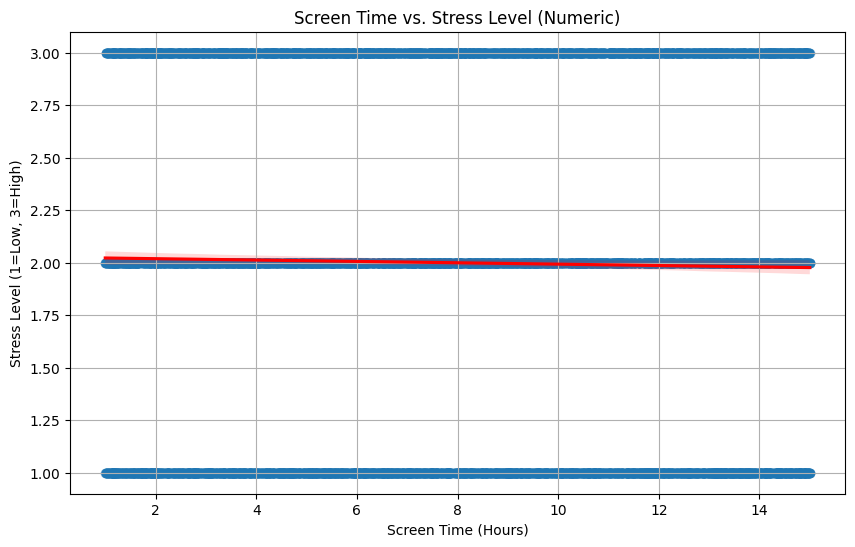 Screen Time vs. Stress Level (Numeric)
Stress Level (1=Low, 3=High)
3.00
2.75
2.50
2.25
2.00
1.75
1.50
1.25
1.00
2 4 6 8 10 12 14
Screen Time (Hours)